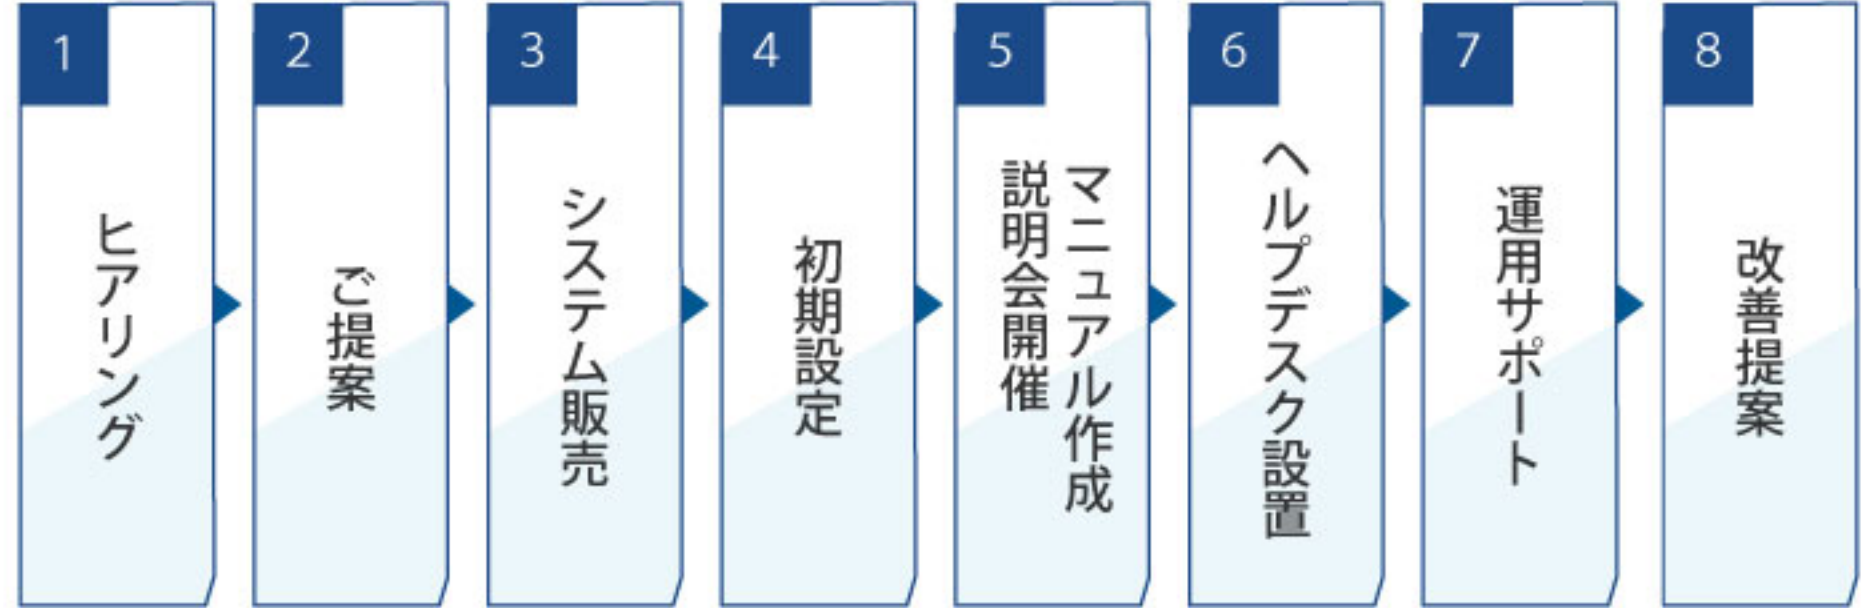 1
ヒアリング
2
ご提案
3
システム販売
4
初期設定
5
マニュアル作成
説明会開催
6
ヘルプデスク設置
7
運用サポート
8
改善提案